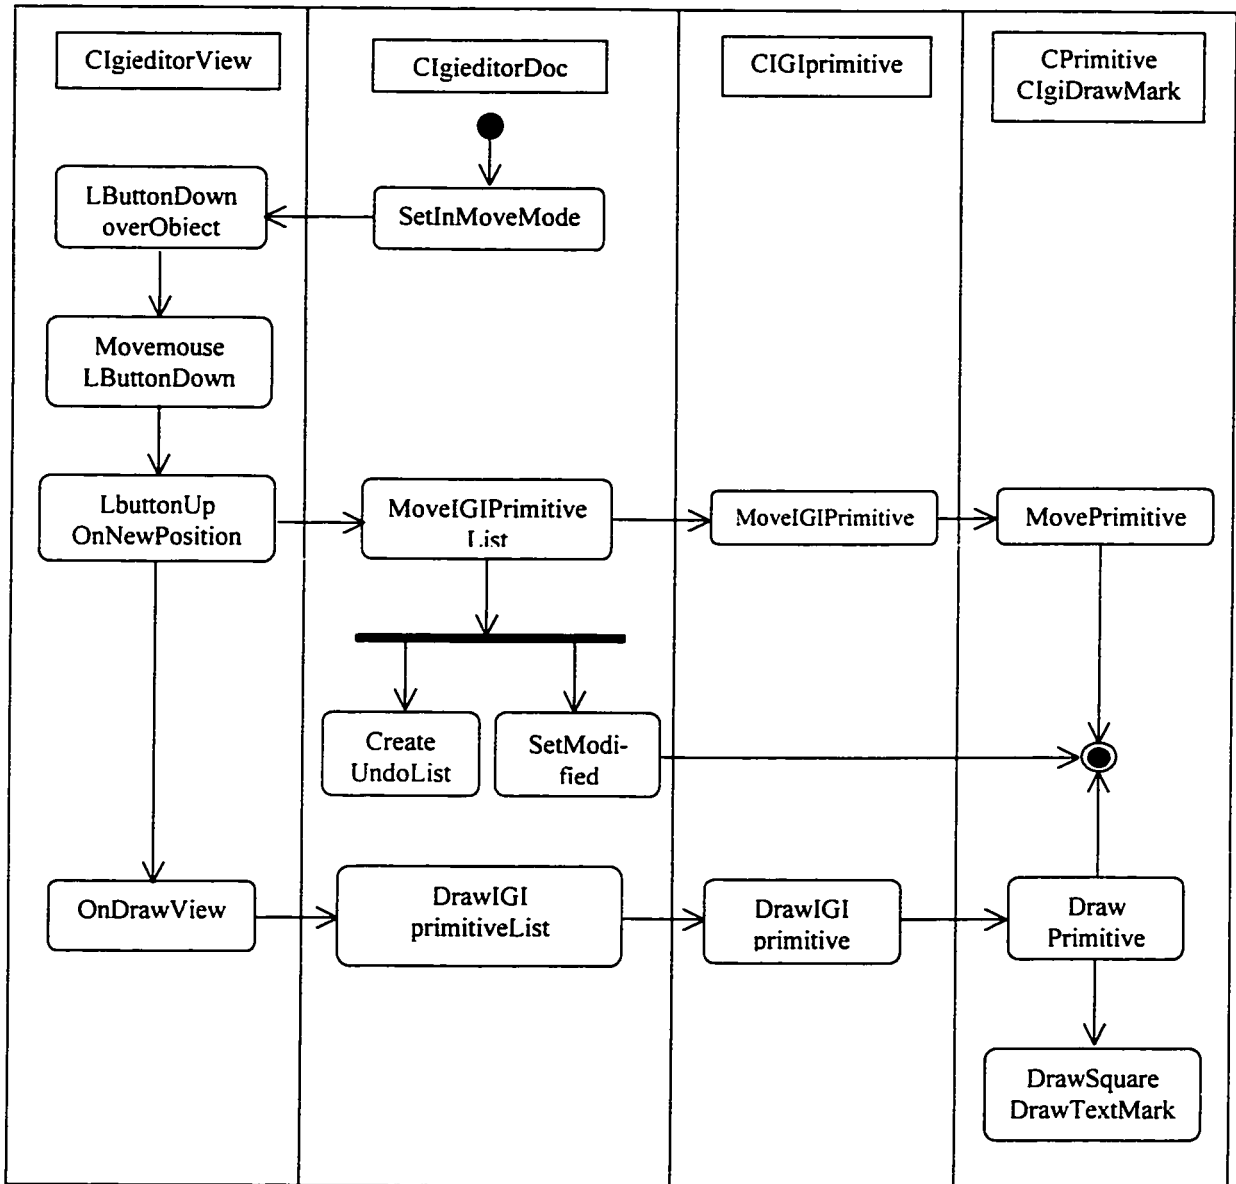 CIgieditorView
CIgieditorDoc
CIGIprimitive
CPrimitive
CIgiDrawMark
LButtonDown
overObiect
SetInMoveMode
Movemouse
LButtonDown
LbuttonUp
OnNewPosition
MoveIGIPrimitive
List
MoveIGIPrimitive
MovePrimitive
Create
UndoList
SetModi-
fied
OnDrawView
DrawIGI
primitiveList
DrawIGI
primitive
Draw
Primitive
DrawSquare
DrawTextMark